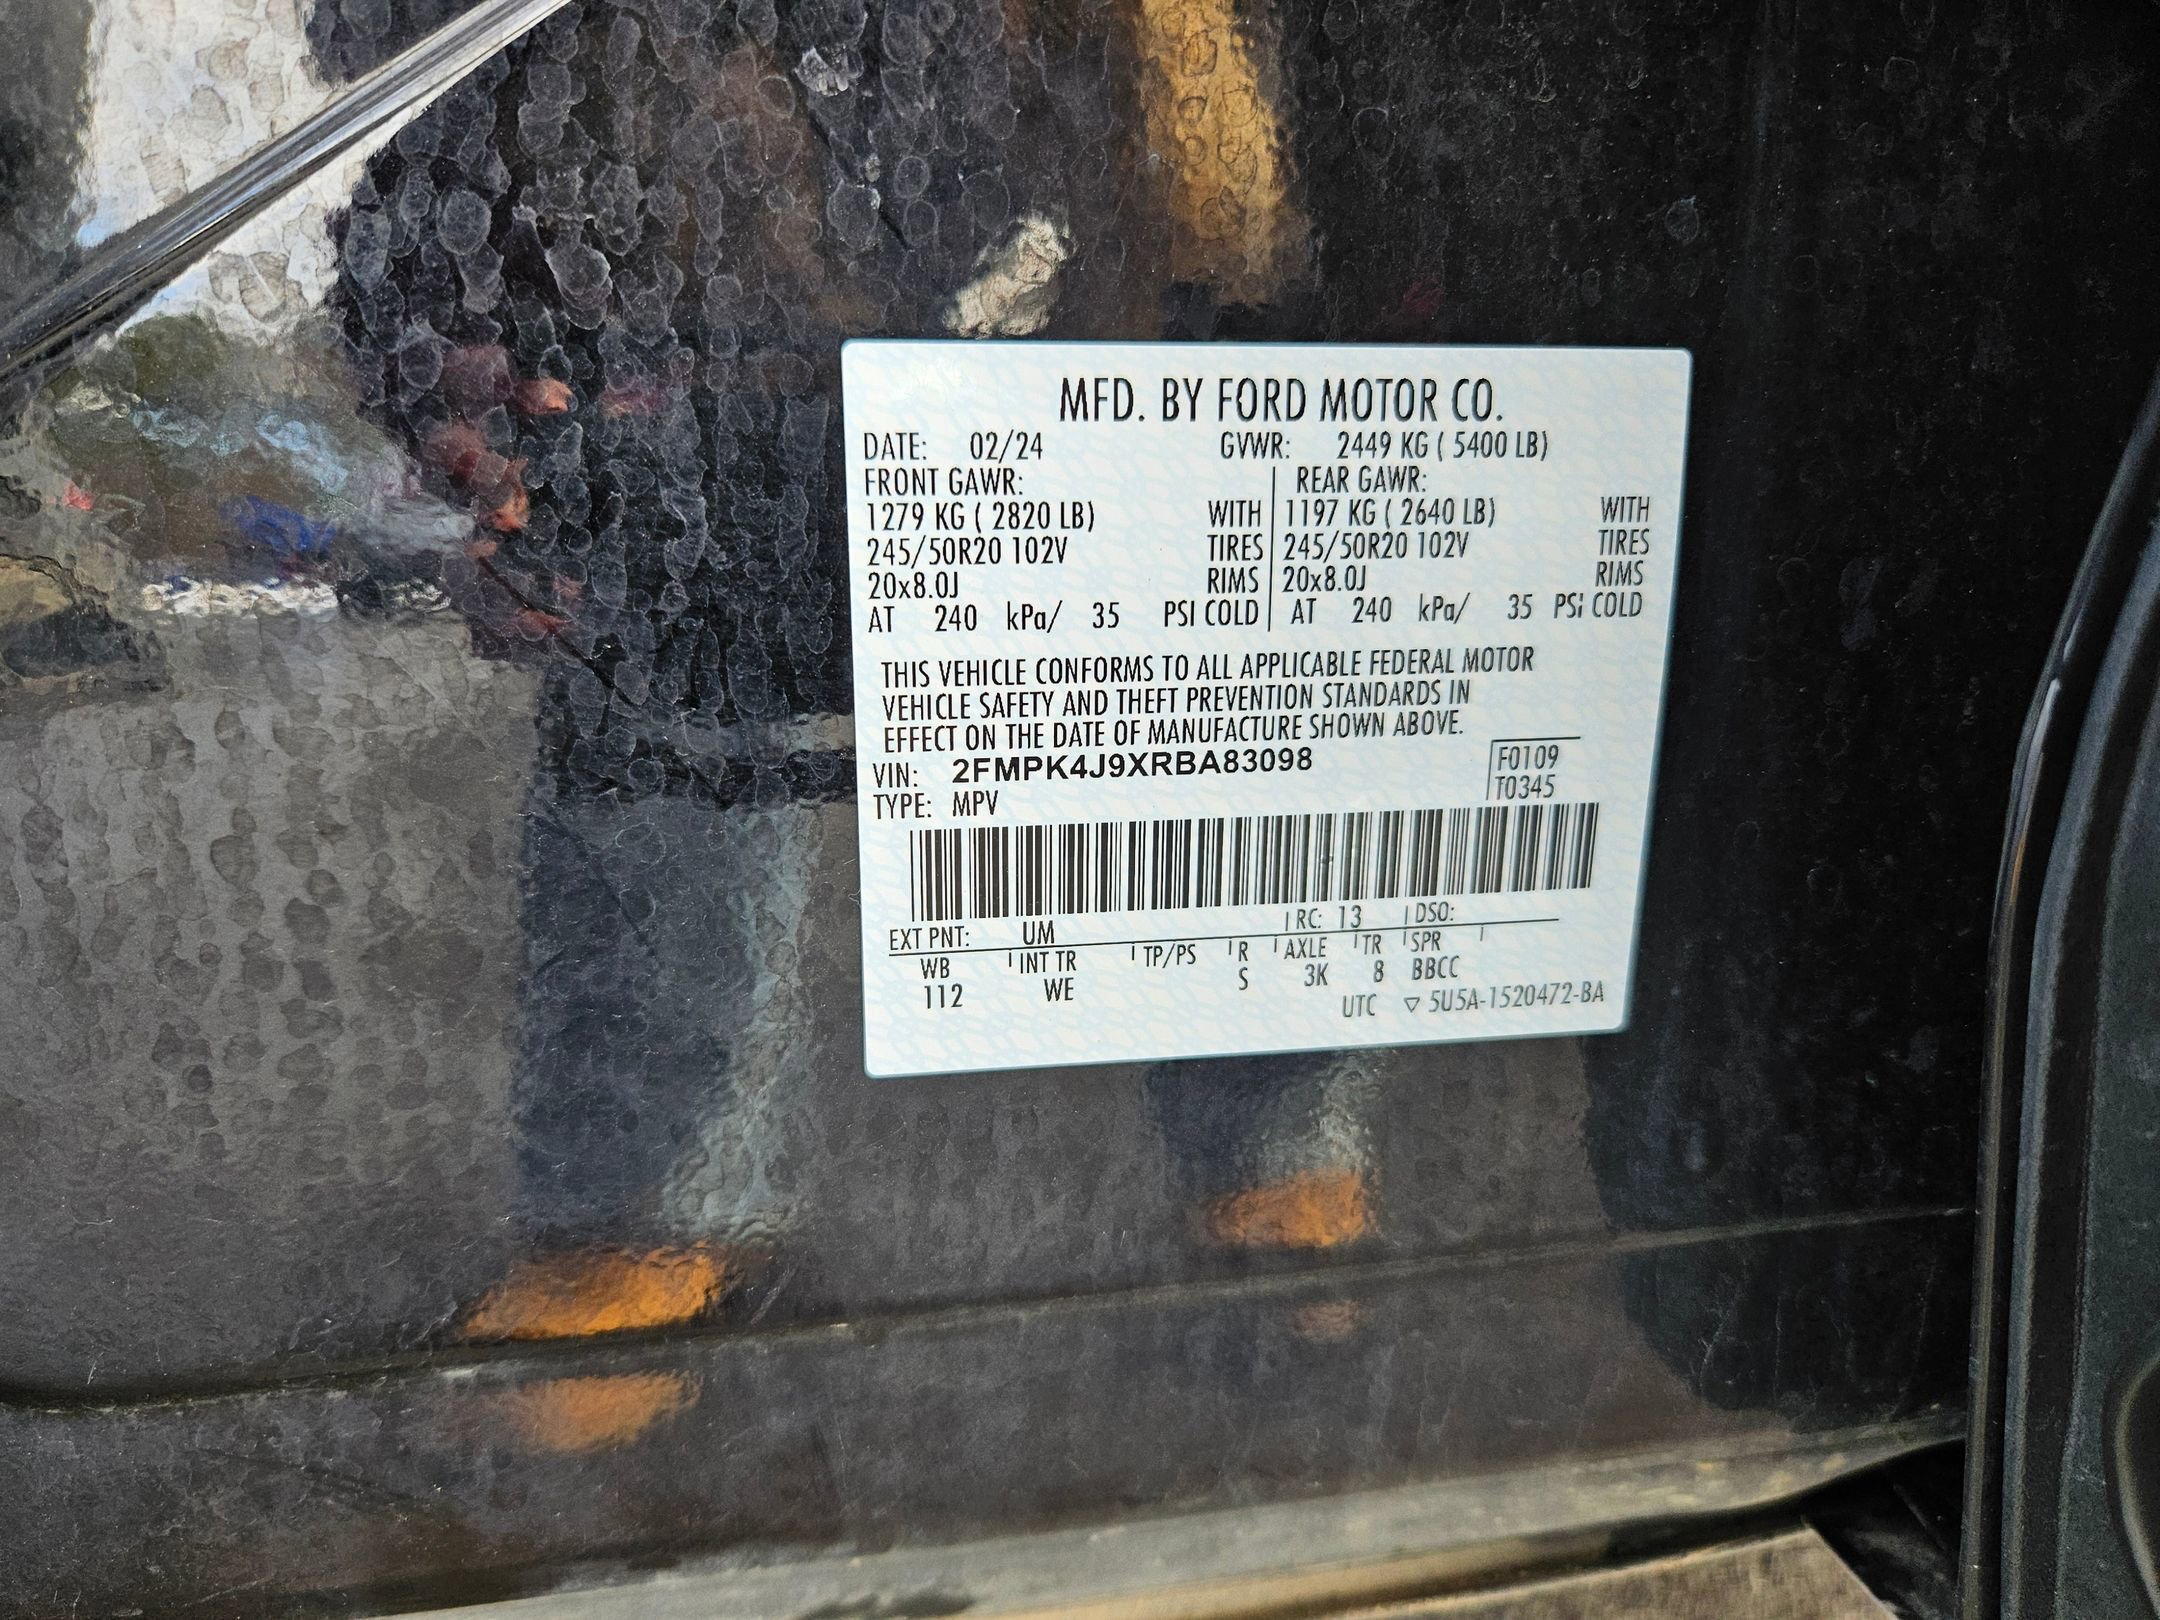 MFD. BY FORD MOTOR CO.
DATE: 02/24 GVWR: 2449 KG ( 5400 LB)
FRONT GAWR: REAR GAWR:
1279 KG ( 2820 LB) WITH 1197 KG ( 2640 LB) WITH
245/50R20 102V TIRES 245/50R20 102V TIRES
20x8.0J RIMS 20x8.0J RIMS
AT 240 kPa/ 35 PSI COLD AT 240 kPa/ 35 PSI COLD
THIS VEHICLE CONFORMS TO ALL APPLICABLE FEDERAL MOTOR
VEHICLE SAFETY AND THEFT PREVENTION STANDARDS IN
EFFECT ON THE DATE OF MANUFACTURE SHOWN ABOVE.
VIN: 2FMPK4J9XRBA83098 F0109
TYPE: MPV T0345
EXT PNT: UM RC: 13 DSO:
WB INT TR TP/PS R AXLE TR SPR
112 WE S 3K 8 BBCC
UTC ▽ 5U5A-1520472-BA